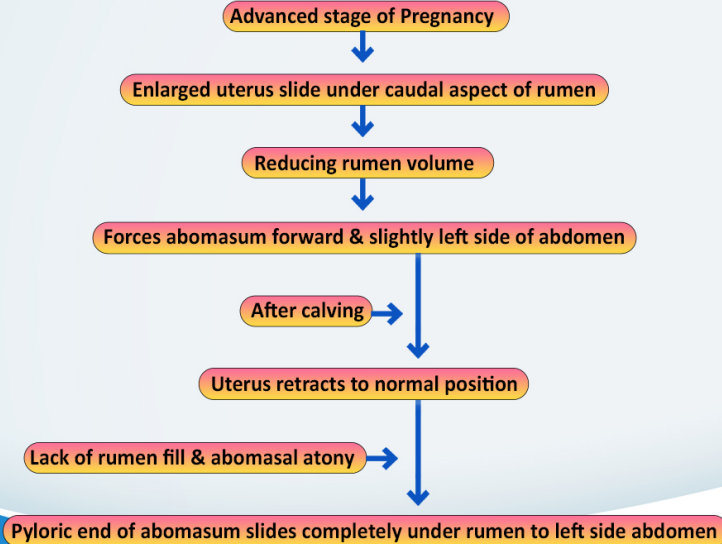 Advanced stage of Pregnancy
Enlarged uterus slide under caudal aspect of rumen
Reducing rumen volume
Forces abomasum forward & slightly left side of abdomen
After calving
Uterus retracts to normal position
Lack of rumen fill & abomasal atony
Pyloric end of abomasum slides completely under rumen to left side abdomen